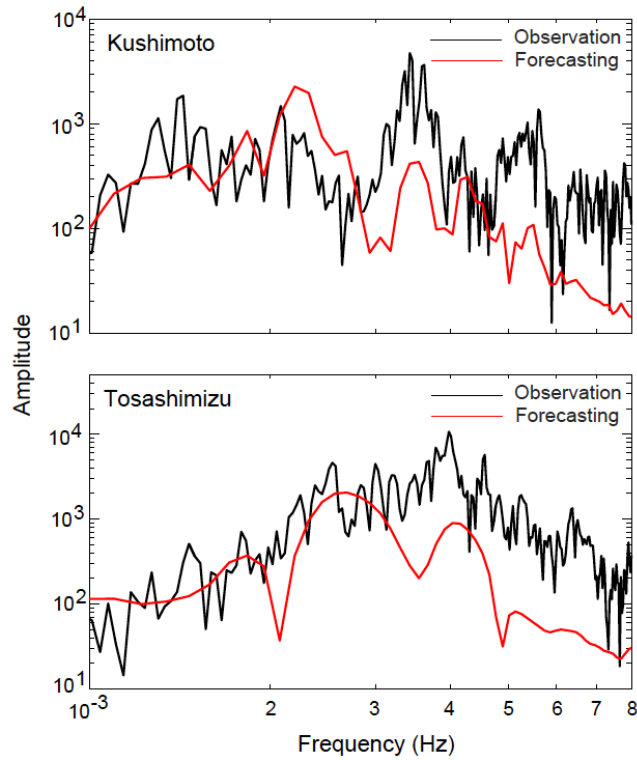 10^4
Kushimoto
Observation
Forecasting
10^3
10^2
10^1
Amplitude
Tosashimizu
Observation
Forecasting
10^4
10^3
10^2
10^1
10^-3 2 3 4 5 6 7 8
Frequency (Hz)